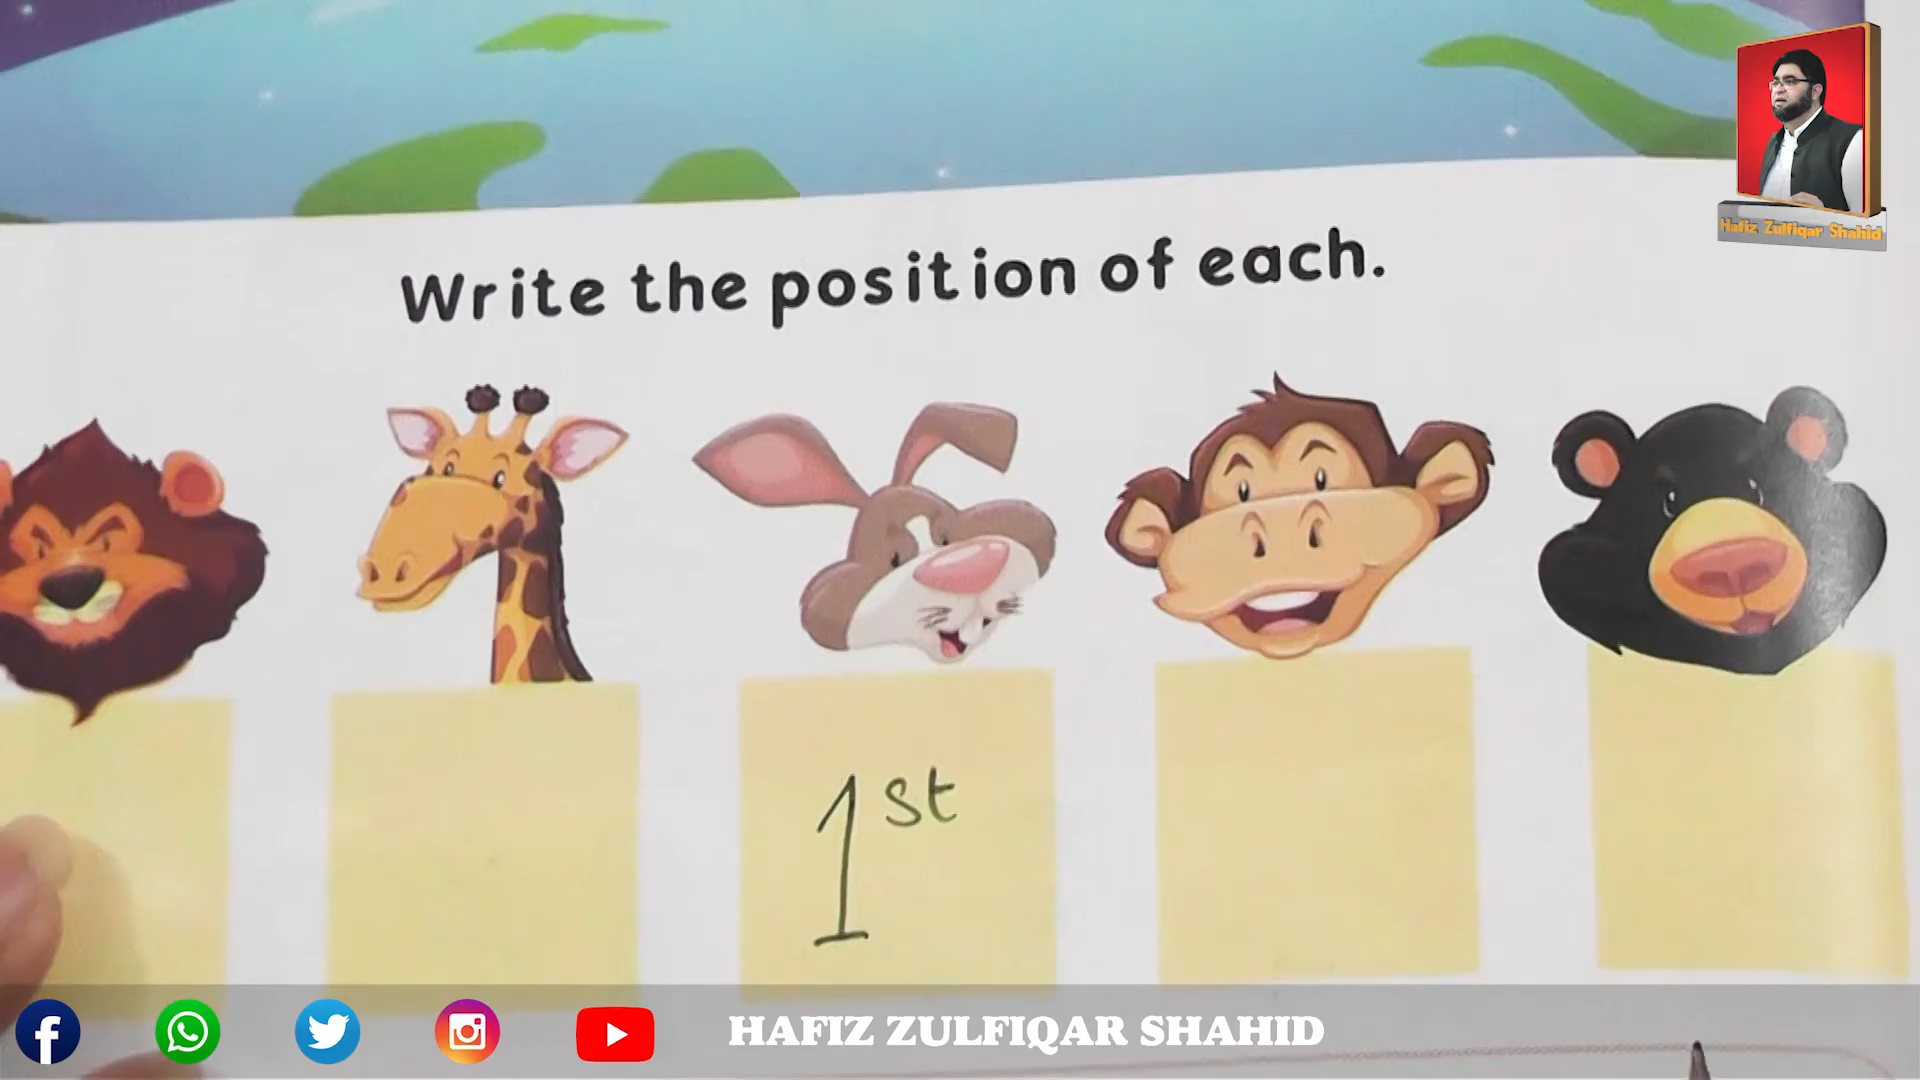 Hafiz Zulfiqar Shahid
Write the position of each.
1st
HAFIZ ZULFIQAR SHAHID